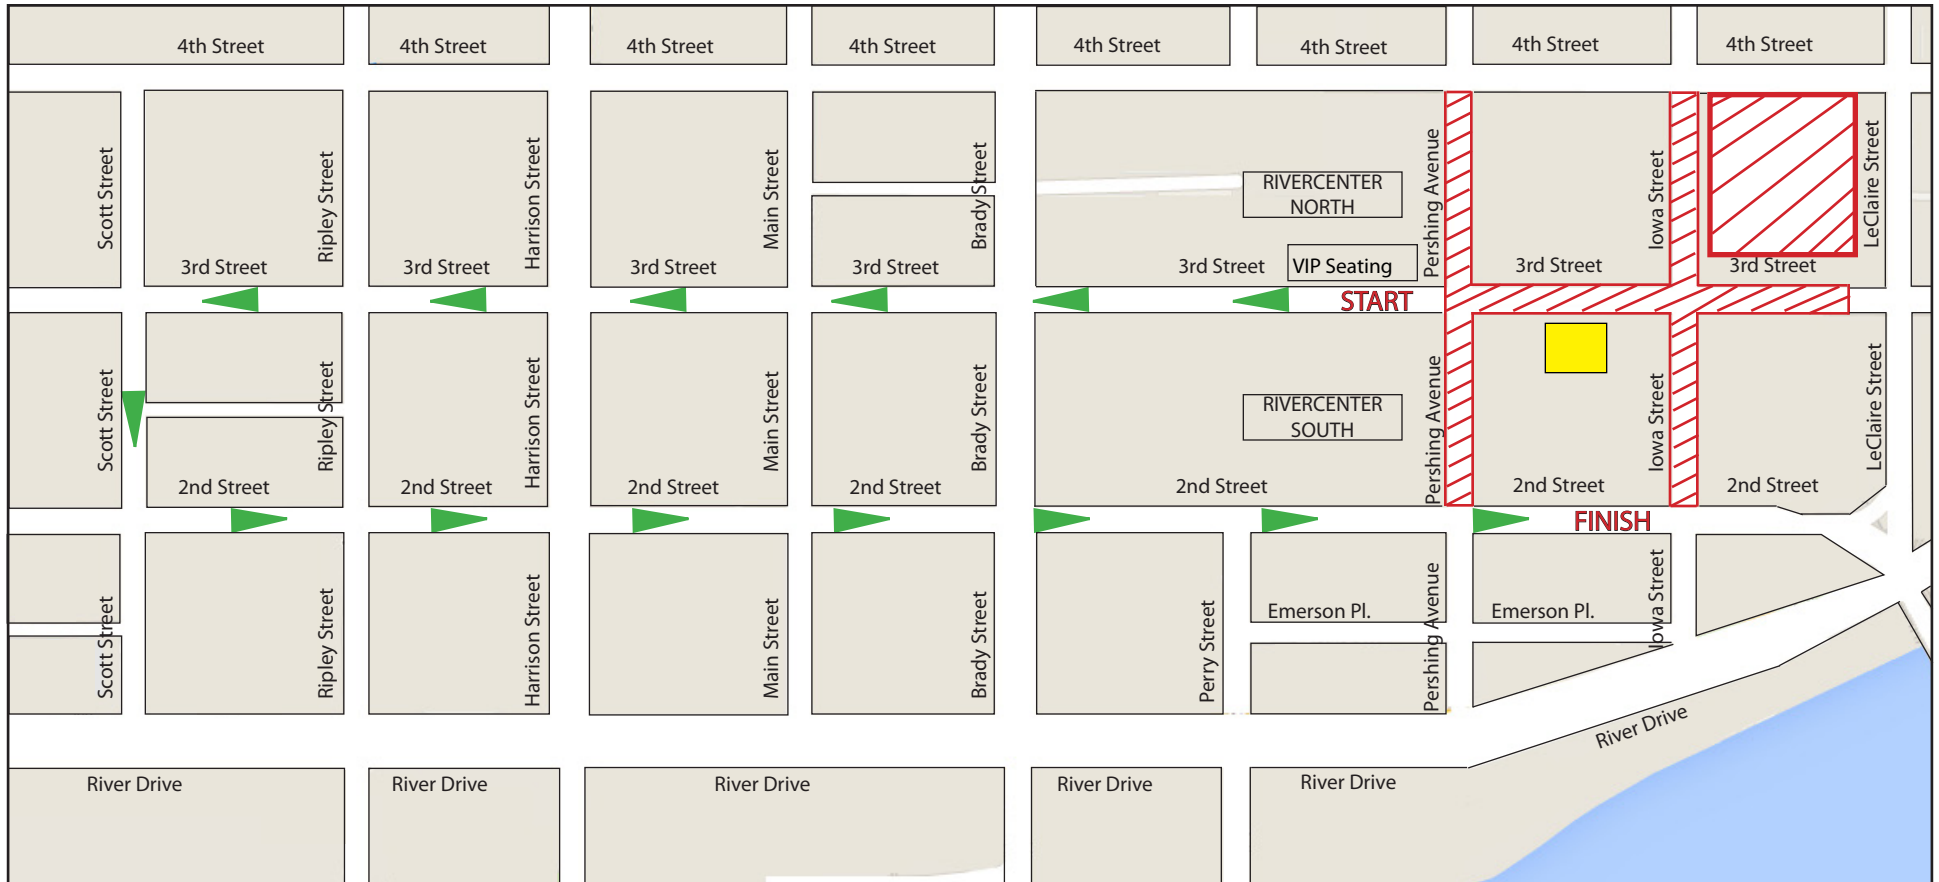 4th Street
4th Street
4th Street
4th Street
4th Street
4th Street
4th Street
4th Street
Scott Street
Ripley Street
Harrison Street
Main Street
Brady Street
RIVERCENTER
NORTH
Pershing Avenue
Iowa Street
LeClaire Street
3rd Street
3rd Street
3rd Street
3rd Street
3rd Street
VIP Seating
3rd Street
3rd Street
START
Scott Street
Ripley Street
Harrison Street
Main Street
Brady Street
RIVERCENTER
SOUTH
Pershing Avenue
Iowa Street
LeClaire Street
2nd Street
2nd Street
2nd Street
2nd Street
2nd Street
2nd Street
2nd Street
FINISH
Scott Street
Ripley Street
Harrison Street
Main Street
Brady Street
Perry Street
Emerson Pl.
Pershing Avenue
Emerson Pl.
Iowa Street
River Drive
River Drive
River Drive
River Drive
River Drive
River Drive